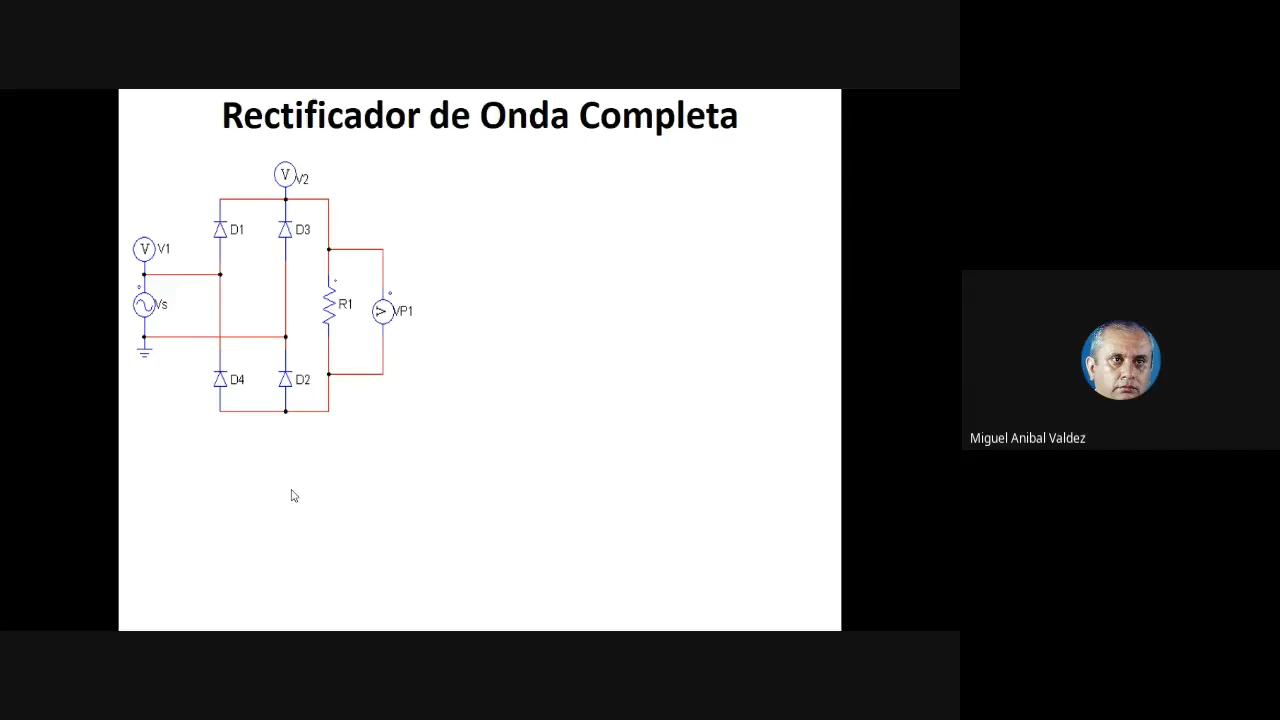 Rectificador de Onda Completa
V V2
D1 D3
V V1
Vs
R1
V VP1
D4 D2
Miguel Anibal Valdez